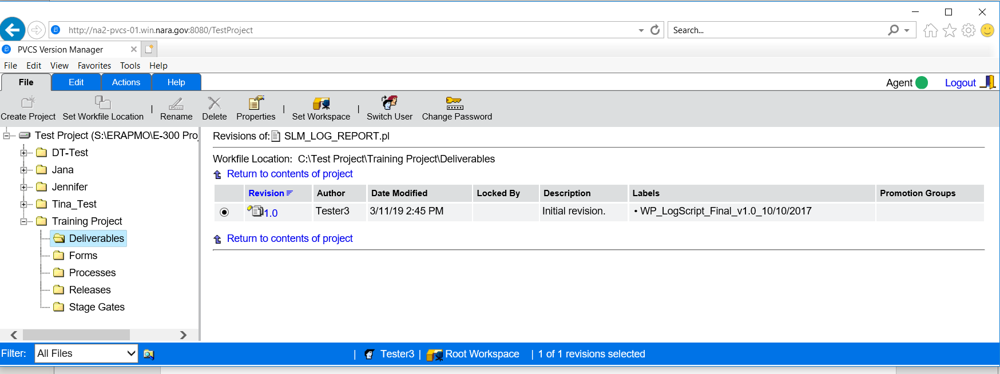 http://na2-pvcs-01.win.nara.gov:8080/TestProject
Search...
PVCS Version Manager
File Edit View Favorites Tools Help
File Edit Actions Help
Agent Logout
Create Project Set Workfile Location | Rename Delete Properties | Set Workspace | Switch User Change Password
Test Project (S:\ERAPMO\E-300 Pro
DT-Test
Jana
Jennifer
Tina_Test
Training Project
Deliverables
Forms
Processes
Releases
Stage Gates
Revisions of: SLM_LOG_REPORT.pl
Workfile Location: C:\Test Project\Training Project\Deliverables
Return to contents of project
Revision Author Date Modified Locked By Description Labels Promotion Groups
1.0 Tester3 3/11/19 2:45 PM Initial revision. • WP_LogScript_Final_v1.0_10/10/2017
Return to contents of project
Filter: All Files | Tester3 | Root Workspace | 1 of 1 revisions selected